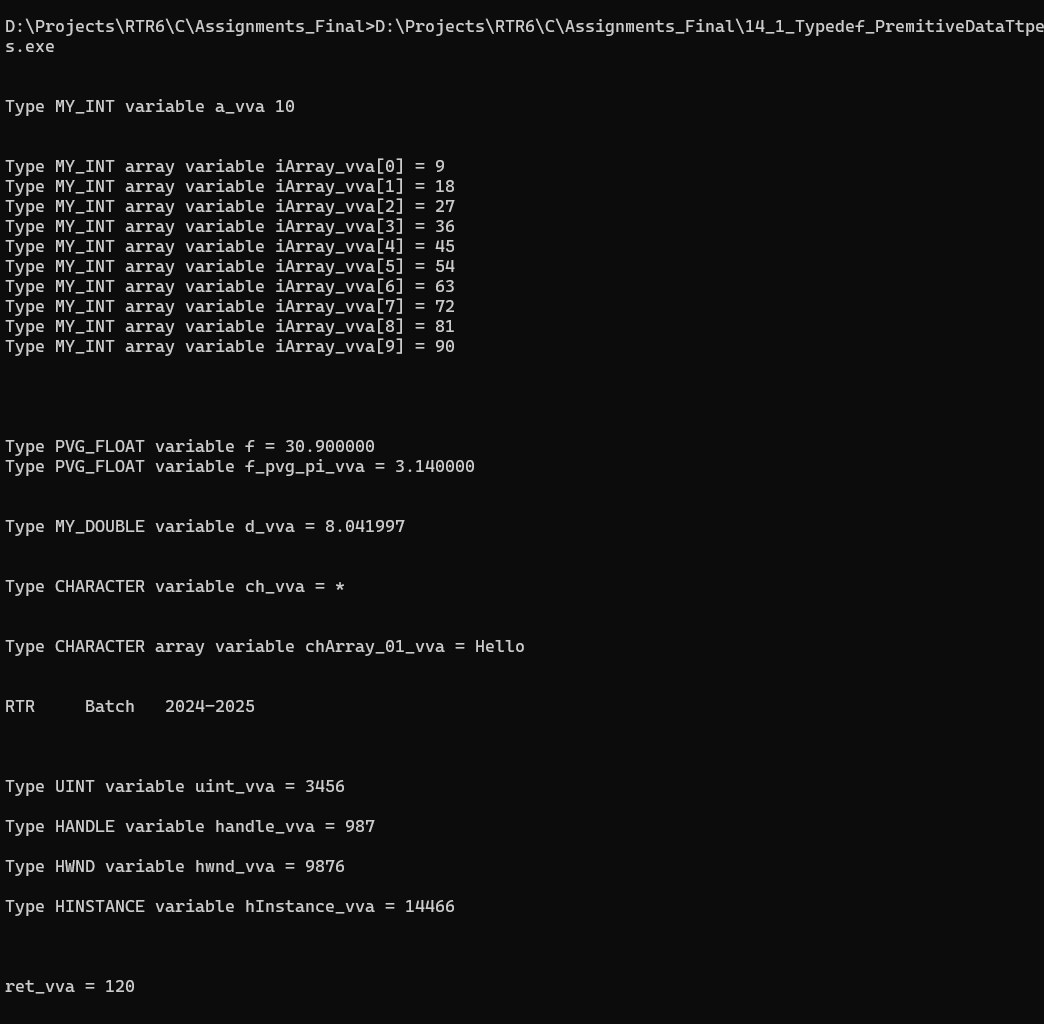 D:\Projects\RTR6\C\Assignments_Final>D:\Projects\RTR6\C\Assignments_Final\14_1_Typedef_PremitiveDataTtpe
s.exe
Type MY_INT variable a_vva 10
Type MY_INT array variable iArray_vva[0] = 9
Type MY_INT array variable iArray_vva[1] = 18
Type MY_INT array variable iArray_vva[2] = 27
Type MY_INT array variable iArray_vva[3] = 36
Type MY_INT array variable iArray_vva[4] = 45
Type MY_INT array variable iArray_vva[5] = 54
Type MY_INT array variable iArray_vva[6] = 63
Type MY_INT array variable iArray_vva[7] = 72
Type MY_INT array variable iArray_vva[8] = 81
Type MY_INT array variable iArray_vva[9] = 90
Type PVG_FLOAT variable f = 30.900000
Type PVG_FLOAT variable f_pvg_pi_vva = 3.140000
Type MY_DOUBLE variable d_vva = 8.041997
Type CHARACTER variable ch_vva = *
Type CHARACTER array variable chArray_01_vva = Hello
RTR     Batch   2024-2025
Type UINT variable uint_vva = 3456
Type HANDLE variable handle_vva = 987
Type HWND variable hwnd_vva = 9876
Type HINSTANCE variable hInstance_vva = 14466
ret_vva = 120